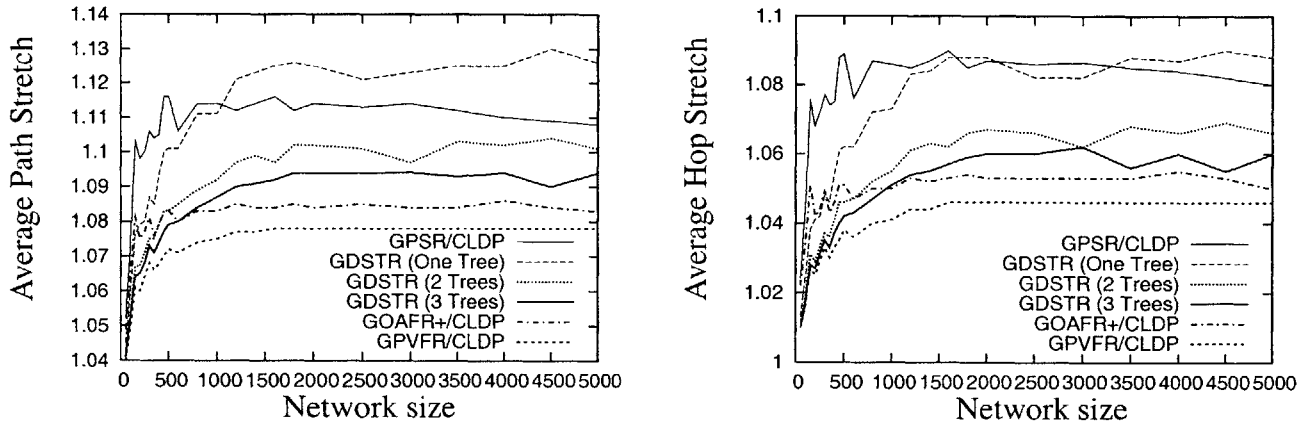 Average Path Stretch
1.14
1.13
1.12
1.11
1.1
1.09
1.08
1.07
1.06
1.05
1.04
GPSR/CLDP
GDSTR (One Tree)
GDSTR (2 Trees)
GDSTR (3 Trees)
GOAFR+/CLDP
GPVFR/CLDP
0 500 1000 1500 2000 2500 3000 3500 4000 4500 5000
Network size
Average Hop Stretch
1.1
1.08
1.06
1.04
1.02
1
GPSR/CLDP
GDSTR (One Tree)
GDSTR (2 Trees)
GDSTR (3 Trees)
GOAFR+/CLDP
GPVFR/CLDP
0 500 1000 1500 2000 2500 3000 3500 4000 4500 5000
Network size